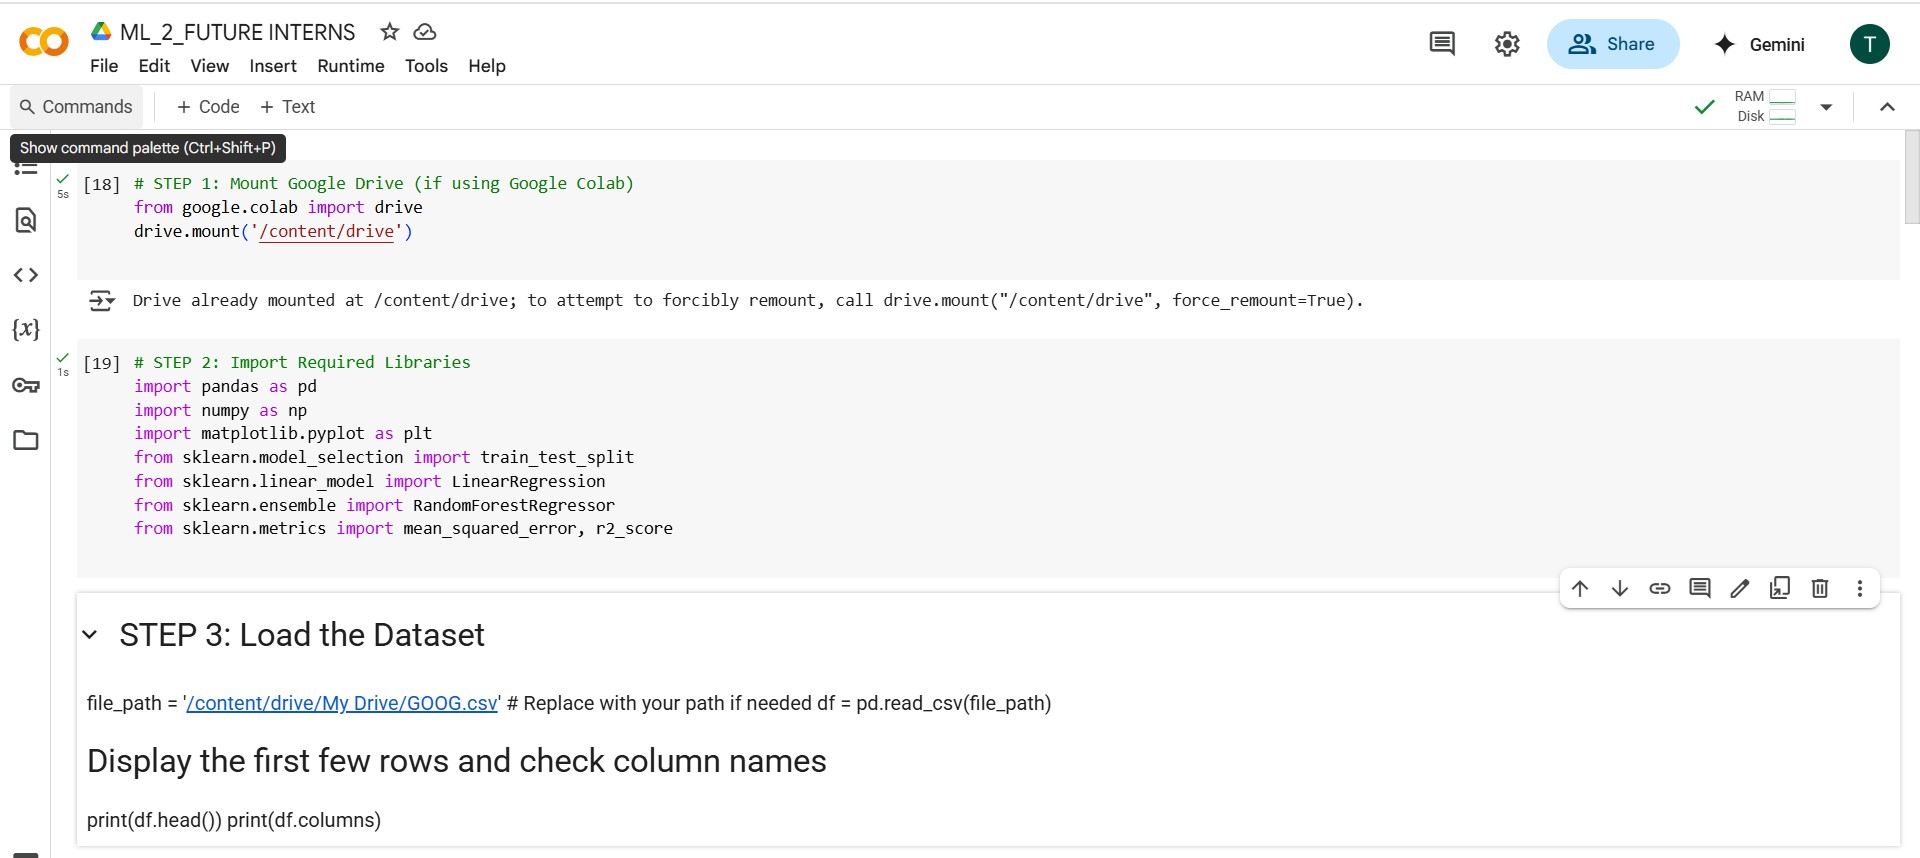 ML_2_FUTURE INTERNS
File Edit View Insert Runtime Tools Help
Share
Gemini
T
Commands + Code + Text
RAM
Disk
Show command palette (Ctrl+Shift+P)
[18] # STEP 1: Mount Google Drive (if using Google Colab)
5s
from google.colab import drive
drive.mount('/content/drive')
Drive already mounted at /content/drive; to attempt to forcibly remount, call drive.mount("/content/drive", force_remount=True).
[19] # STEP 2: Import Required Libraries
1s
import pandas as pd
import numpy as np
import matplotlib.pyplot as plt
from sklearn.model_selection import train_test_split
from sklearn.linear_model import LinearRegression
from sklearn.ensemble import RandomForestRegressor
from sklearn.metrics import mean_squared_error, r2_score
STEP 3: Load the Dataset
file_path = '/content/drive/My Drive/GOOG.csv' # Replace with your path if needed df = pd.read_csv(file_path)
Display the first few rows and check column names
print(df.head()) print(df.columns)